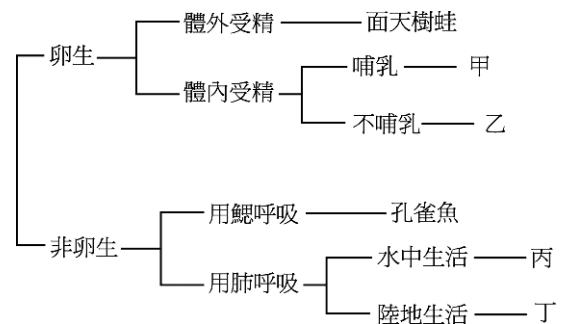 體外受精 面天樹蛙
卵生
哺乳 甲
體內受精
不哺乳 乙
用鰓呼吸 孔雀魚
非卵生
水中生活 丙
用肺呼吸
陸地生活 丁